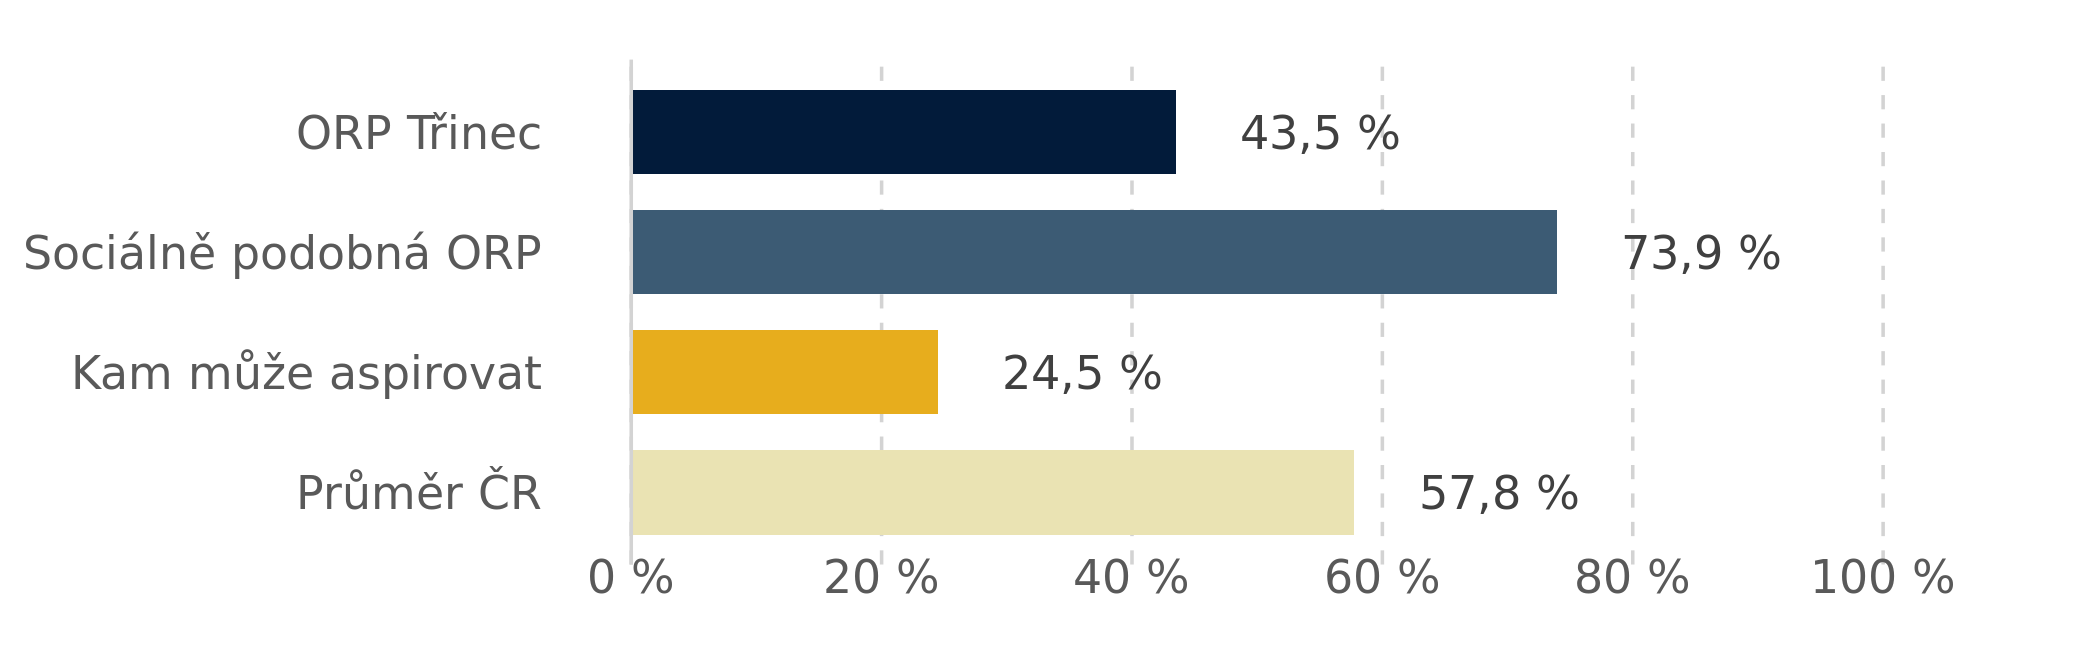 ORP Třinec 43,5 %
Sociálně podobná ORP 73,9 %
Kam může aspirovat 24,5 %
Průměr ČR 57,8 %
0 % 20 % 40 % 60 % 80 % 100 %